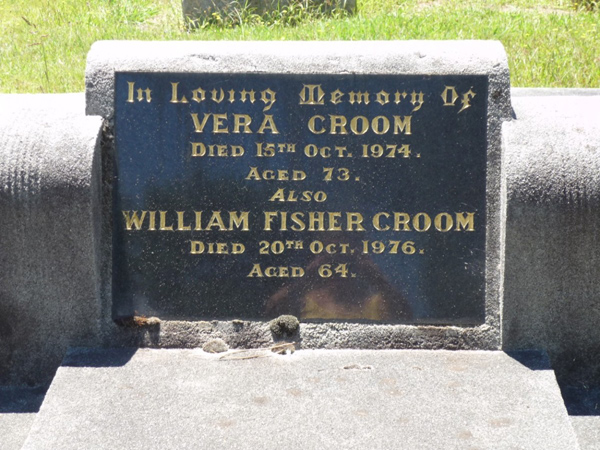 In Loving Memory Of
VERA CROOM
DIED 15TH OCT. 1974.
AGED 73.
ALSO
WILLIAM FISHER CROOM
DIED 20TH OCT. 1976.
AGED 64.